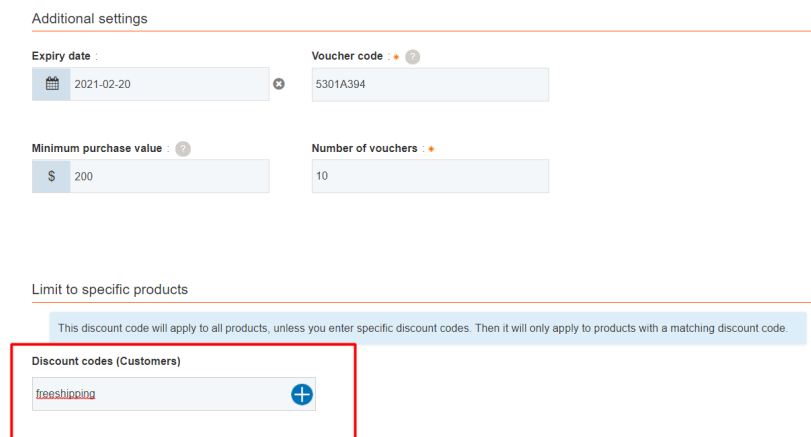 Additional settings
Expiry date : Voucher code : * ?
2021-02-20 5301A394
Minimum purchase value : ? Number of vouchers : *
$ 200 10
Limit to specific products
This discount code will apply to all products, unless you enter specific discount codes. Then it will only apply to products with a matching discount code.
Discount codes (Customers)
freeshipping